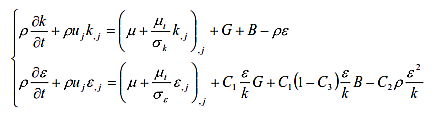 ρ ∂k/∂t + ρu_j k_{,j} = (μ + μ_t/σ_k k_{,j})_{,j} + G + B − ρε
ρ ∂ε/∂t + ρu_j ε_{,j} = (μ + μ_t/σ_ε ε_{,j})_{,j} + C_1 ε/k G + C_1(1 − C_3) ε/k B − C_2 ρ ε²/k